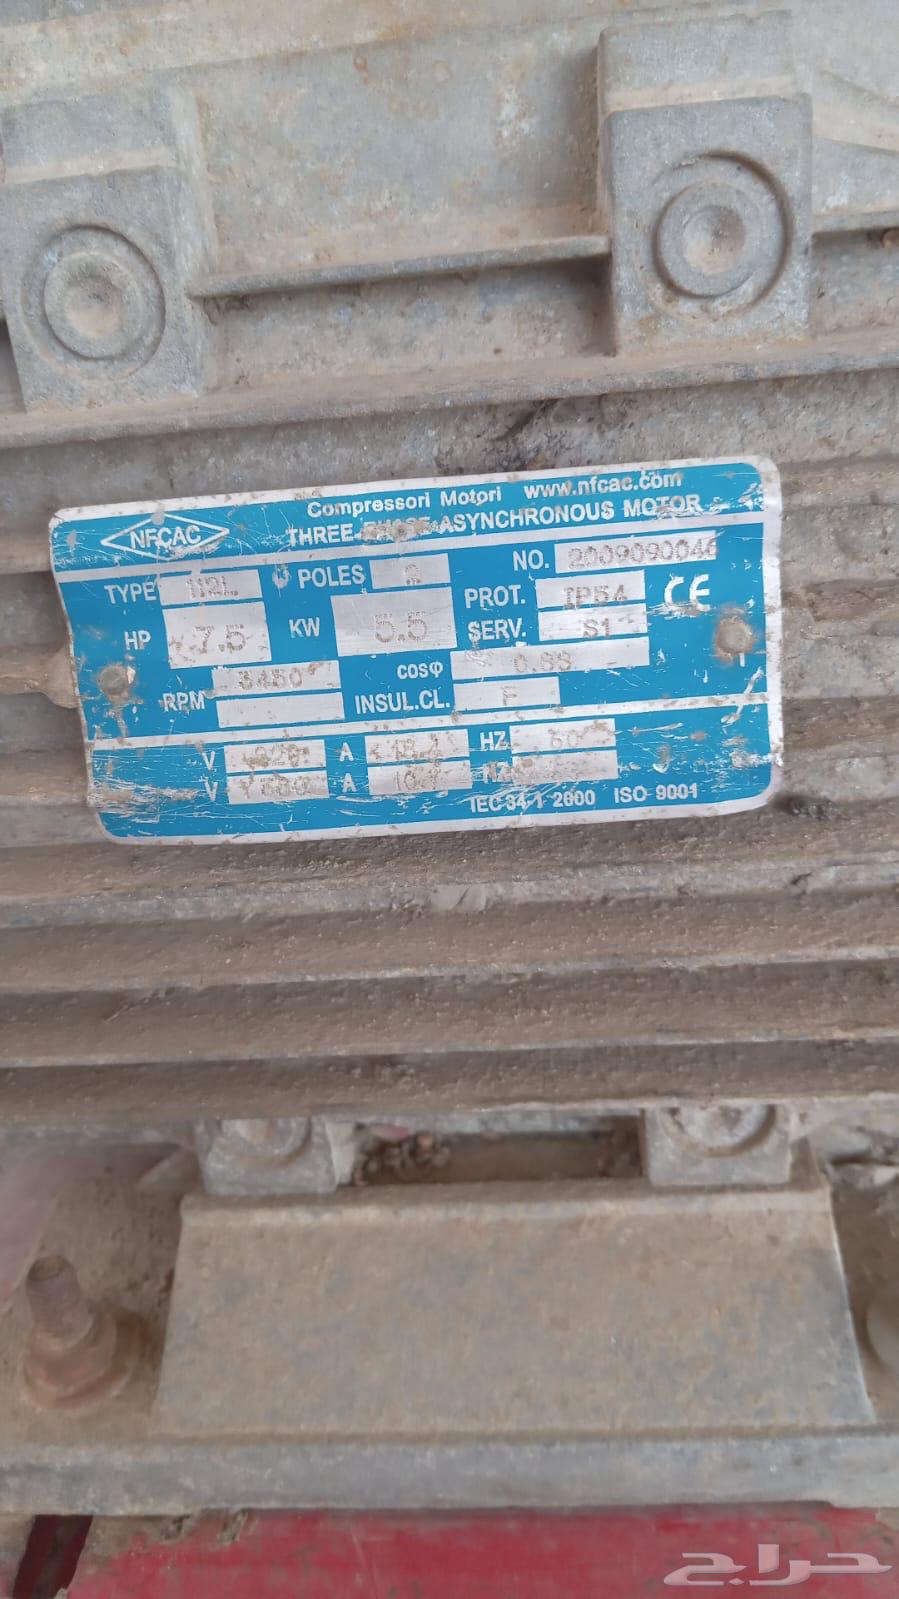 NFCAC
Compressori Motori www.nfcac.com
THREE PHASE ASYNCHRONOUS MOTOR
TYPE 112L POLES 2 NO. 2009090046
HP 7.5 KW 5.5 PROT. IP54 CE
SERV. S1
RPM 3450 cosφ 0.88
INSUL.CL. F
V A HZ 60
V A HZ
IEC 34-1 2000 ISO 9001
حراج